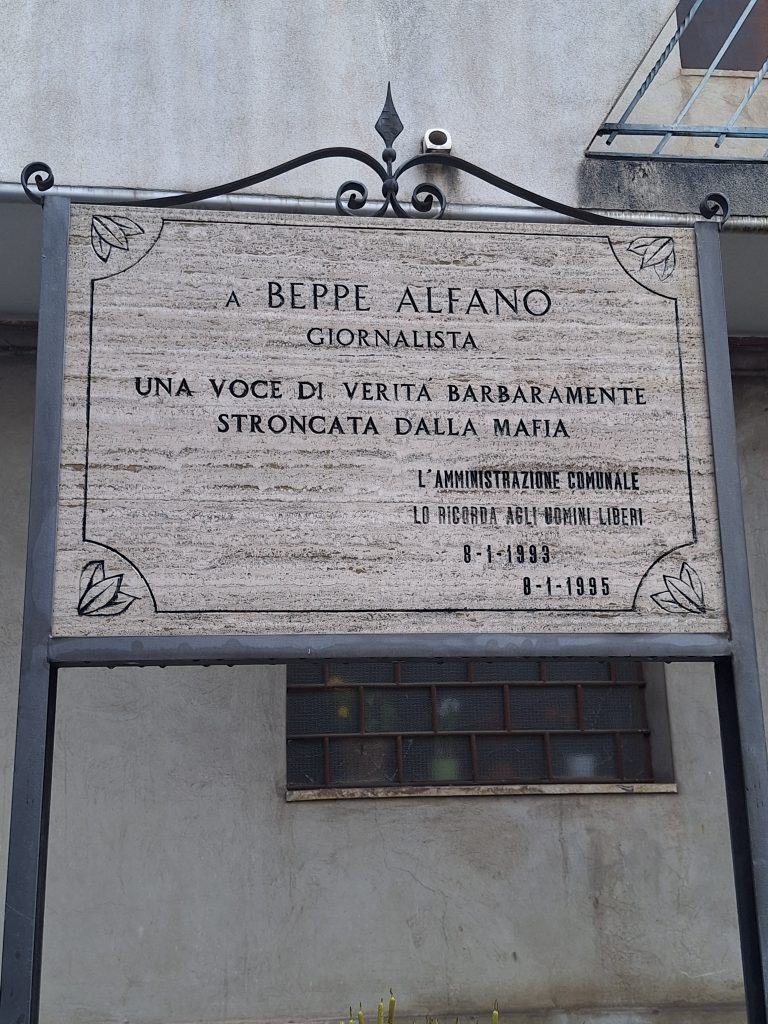 A BEPPE ALFANO
GIORNALISTA
UNA VOCE DI VERITÁ BARBARAMENTE
STRONCATA DALLA MAFIA
L'AMMINISTRAZIONE COMUNALE
LO RICORDA AGLI UOMINI LIBERI
8-1-1993
8-1-1995